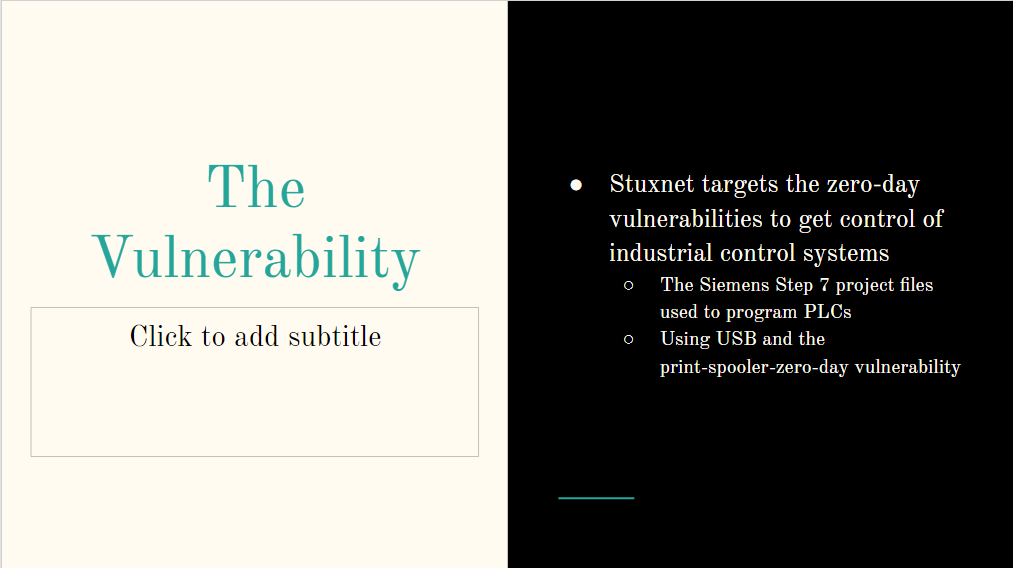 The
Vulnerability
Click to add subtitle
● Stuxnet targets the zero-day
vulnerabilities to get control of
industrial control systems
○ The Siemens Step 7 project files
used to program PLCs
○ Using USB and the
print-spooler-zero-day vulnerability